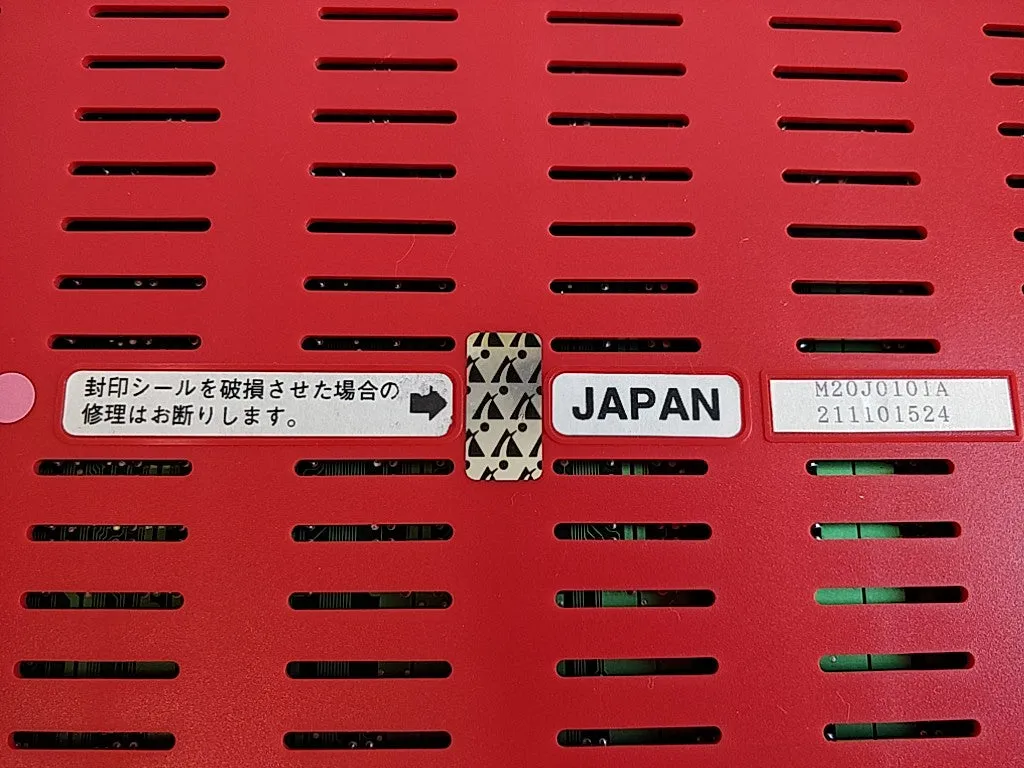 封印シールを破損させた場合の
修理はお断りします。
JAPAN
M20J0101A
211101524